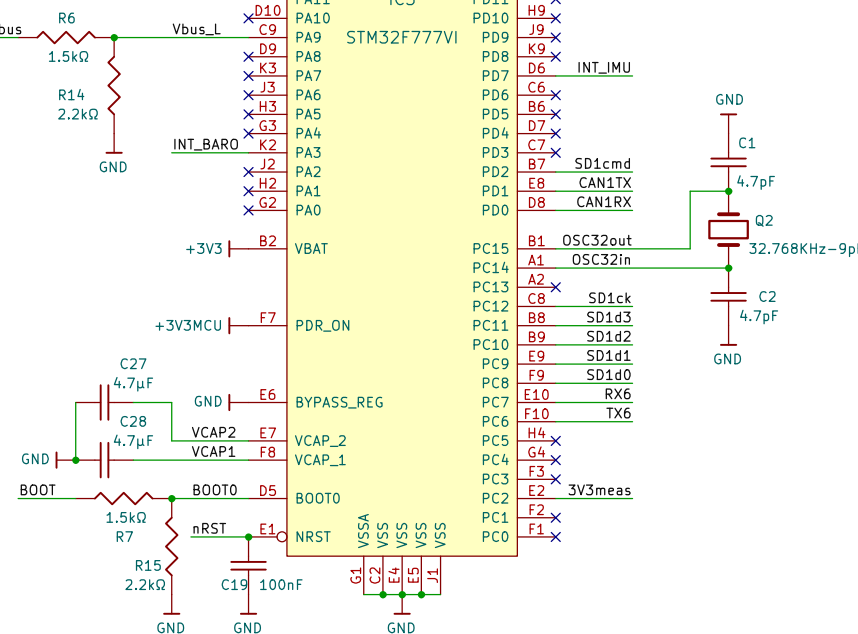 IC3
PA11
PD11
D10 PA10
PD10 H9
R6
bus
Vbus_L C9 PA9
STM32F777VI
PD9 J9
1.5kΩ
D9 PA8
PD8 K9
K3 PA7
PD7 D6 INT_IMU
R14
2.2kΩ
J3 PA6
PD6 C6
H3 PA5
PD5 B6
G3 PA4
PD4 D7
INT_BARO K2 PA3
PD3 C7
GND
J2 PA2
PD2 B7 SD1cmd
H2 PA1
PD1 E8 CAN1TX
G2 PA0
PD0 D8 CAN1RX
GND
C1
4.7pF
Q2
32.768KHz-9p
C2
4.7pF
GND
+3V3 B2 VBAT
PC15 B1 OSC32out
PC14 A1 OSC32in
PC13 A2
PC12 C8 SD1ck
+3V3MCU F7 PDR_ON
PC11 B8 SD1d3
PC10 B9 SD1d2
PC9 E9 SD1d1
PC8 F9 SD1d0
C27
4.7µF
GND E6 BYPASS_REG
PC7 E10 RX6
PC6 F10 TX6
C28
4.7µF
VCAP2 E7 VCAP_2
PC5 H4
GND
VCAP1 F8 VCAP_1
PC4 G4
PC3 F3
BOOT
BOOT0 D5 BOOT0
PC2 E2 3V3meas
1.5kΩ
R7
PC1 F2
nRST E1 NRST
PC0 F1
VSSA VSS VSS VSS VSS
G1 C2 E4 E5 J1
R15
2.2kΩ
C19 100nF
GND
GND
GND